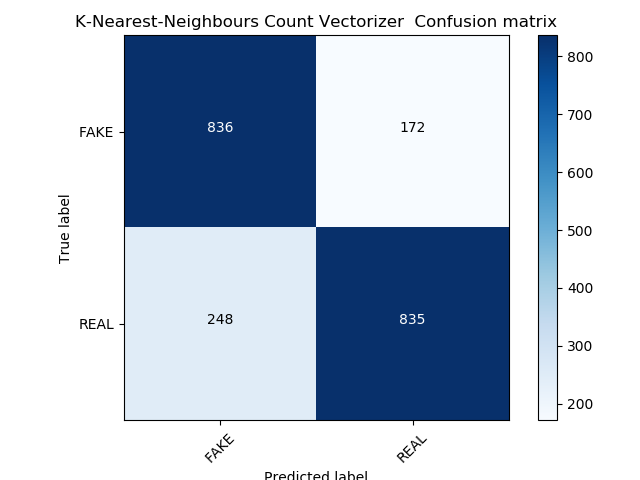 K-Nearest-Neighbours Count Vectorizer  Confusion matrix
FAKE
836
172
800
700
600
500
400
300
200
True label
REAL
248
835
FAKE
REAL
Predicted label